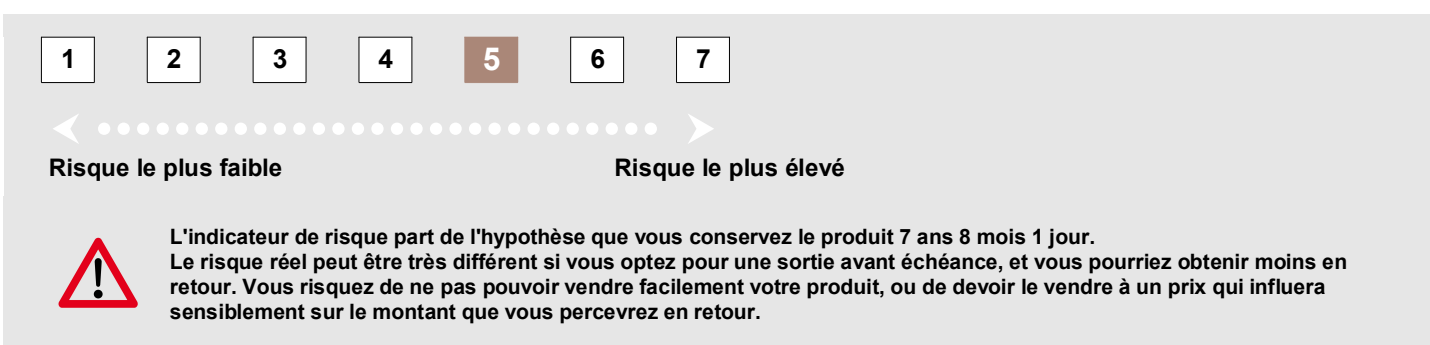 1 2 3 4 5 6 7
Risque le plus faible Risque le plus élevé
L'indicateur de risque part de l'hypothèse que vous conservez le produit 7 ans 8 mois 1 jour.
Le risque réel peut être très différent si vous optez pour une sortie avant échéance, et vous pourriez obtenir moins en
retour. Vous risquez de ne pas pouvoir vendre facilement votre produit, ou de devoir le vendre à un prix qui influera
sensiblement sur le montant que vous percevrez en retour.